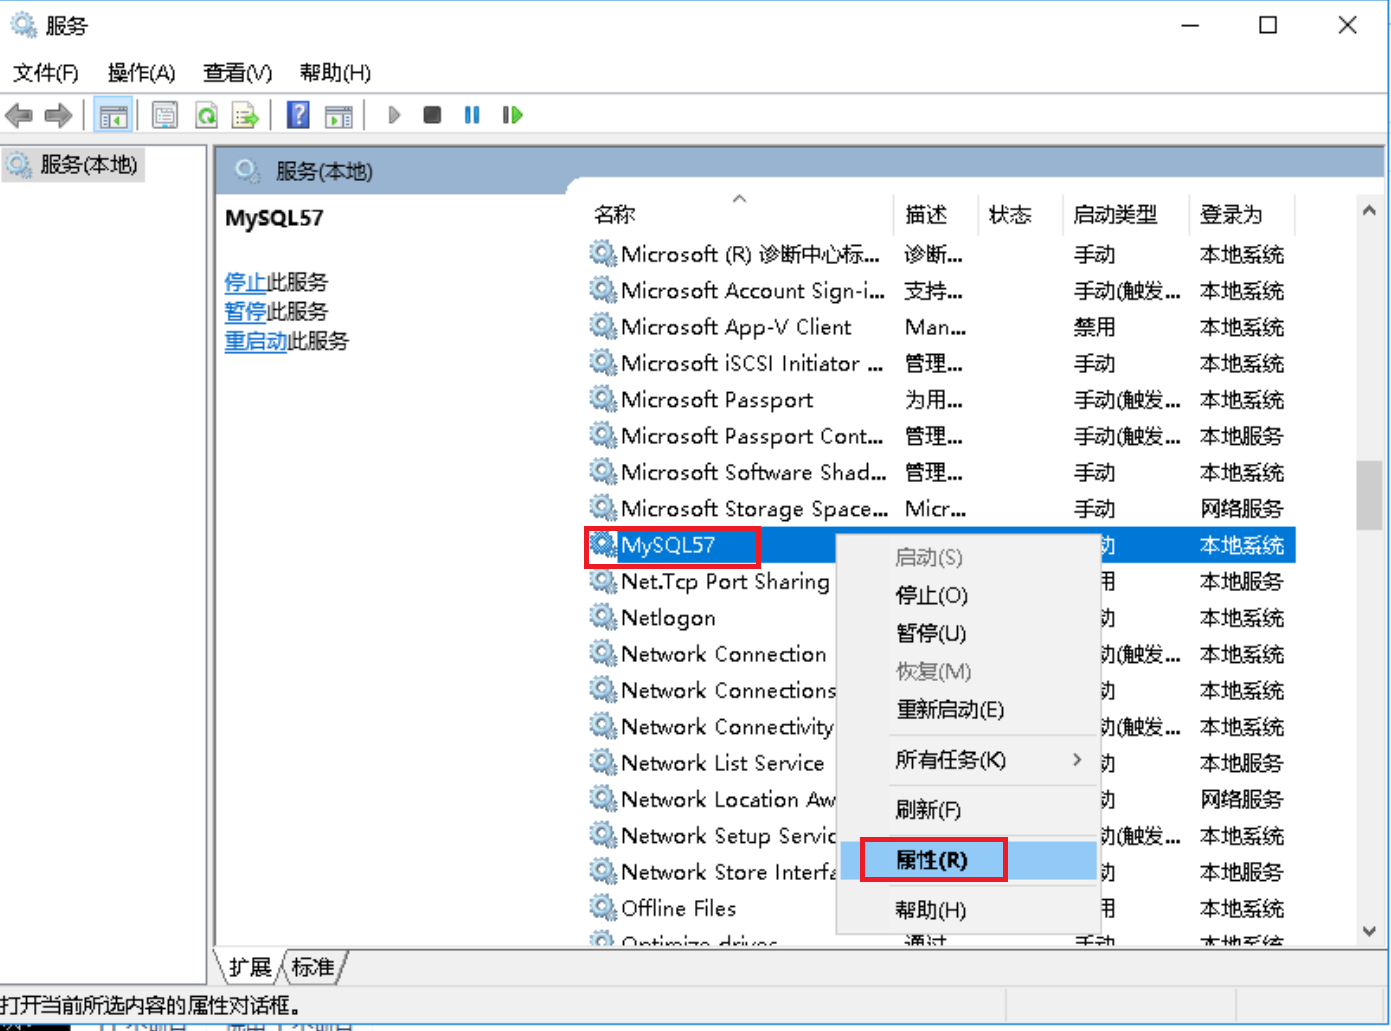 服务
文件(F) 操作(A) 查看(V) 帮助(H)
服务(本地)
服务(本地)
MySQL57
停止此服务
暂停此服务
重启动此服务
名称 描述 状态 启动类型 登录为
Microsoft (R) 诊断中心标... 诊断... 手动 本地系统
Microsoft Account Sign-i... 支持... 手动(触发... 本地系统
Microsoft App-V Client Man... 禁用 本地系统
Microsoft iSCSI Initiator ... 管理... 手动 本地系统
Microsoft Passport 为用... 手动(触发... 本地系统
Microsoft Passport Cont... 管理... 手动(触发... 本地服务
Microsoft Software Shad... 管理... 手动 本地系统
Microsoft Storage Space... Micr... 手动 网络服务
MySQL57 动 本地系统
Net.Tcp Port Sharing 用 本地服务
Netlogon 动 本地系统
Network Connection 动(触发... 本地系统
Network Connections 动 本地系统
Network Connectivity 动(触发... 本地系统
Network List Service 动 本地服务
Network Location Aw 动 网络服务
Network Setup Servic 动(触发... 本地系统
Network Store Interfa 动 本地服务
Offline Files 用 本地系统
Optimize drives 通过 手动 本地系统
启动(S)
停止(O)
暂停(U)
恢复(M)
重新启动(E)
所有任务(K)
刷新(F)
属性(R)
帮助(H)
扩展 标准
打开当前所选内容的属性对话框。